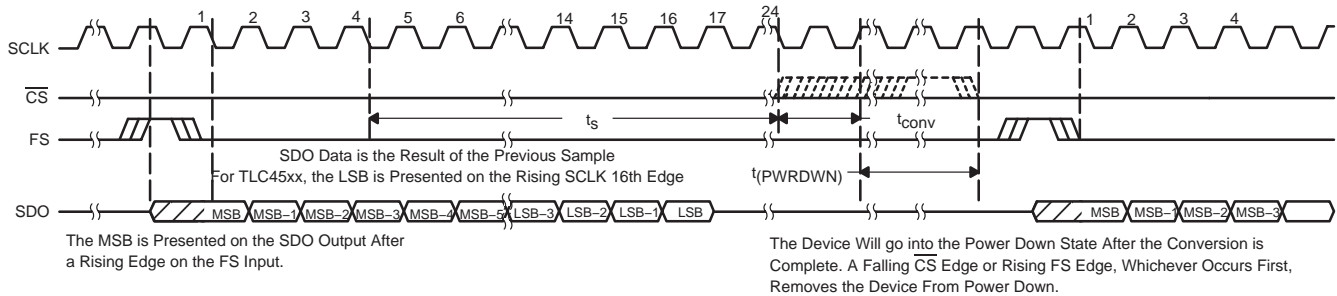 1 2 3 4 5 6 14 15 16 17 24 1 2 3 4
SCLK
CS
ts tconv
FS
SDO Data is the Result of the Previous Sample
For TLC45xx, the LSB is Presented on the Rising SCLK 16th Edge
t(PWRDWN)
SDO MSB MSB–1 MSB–2 MSB–3 MSB–4 MSB–5 LSB–3 LSB–2 LSB–1 LSB MSB MSB–1 MSB–2 MSB–3
The MSB is Presented on the SDO Output After
a Rising Edge on the FS Input.
The Device Will go into the Power Down State After the Conversion is
Complete. A Falling CS Edge or Rising FS Edge, Whichever Occurs First,
Removes the Device From Power Down.